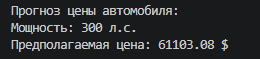 Прогноз цены автомобиля:
Мощность: 300 л.с.
Предполагаемая цена: 61103.08 $